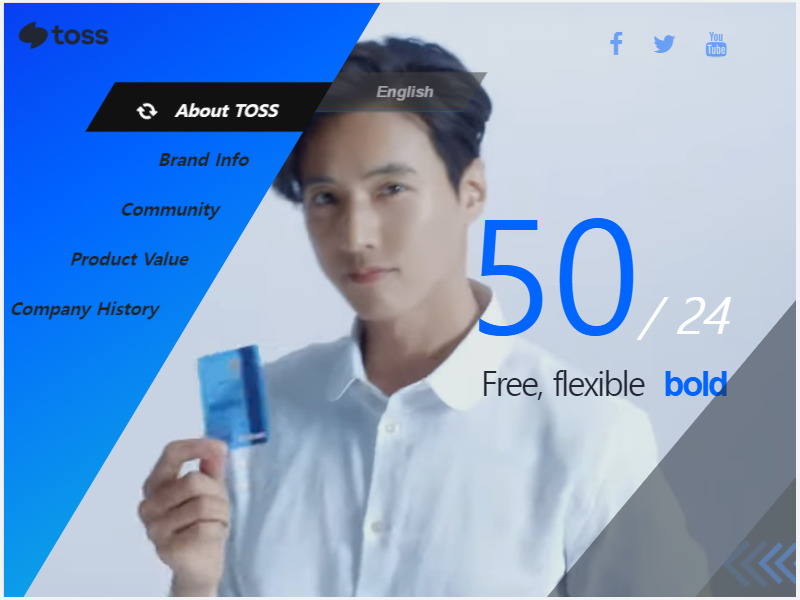 toss
You
Tube
English
About TOSS
Brand Info
Community
Product Value
Company History
50 / 24
Free, flexible bold